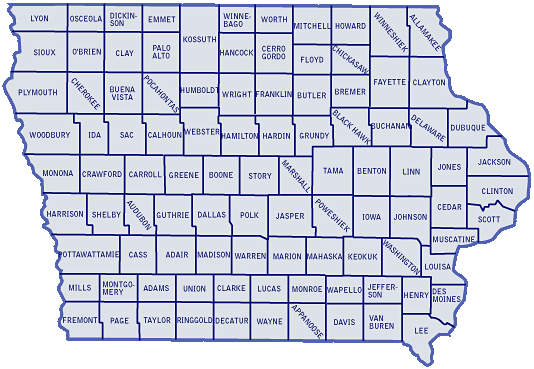 LYON
OSCEOLA
DICKIN-
SON
EMMET
KOSSUTH
WINNE-
BAGO
WORTH
MITCHELL
HOWARD
WINNESHIEK
ALLAMAKEE
SIOUX
O'BRIEN
CLAY
PALO
ALTO
HANCOCK
CERRO
GORDO
FLOYD
CHICKASAW
PLYMOUTH
CHEROKEE
BUENA
VISTA
POCAHONTAS
HUMBOLDT
WRIGHT
FRANKLIN
BUTLER
BREMER
FAYETTE
CLAYTON
WOODBURY
IDA
SAC
CALHOUN
WEBSTER
HAMILTON
HARDIN
GRUNDY
BLACK HAWK
BUCHANAN
DELAWARE
DUBUQUE
MONONA
CRAWFORD
CARROLL
GREENE
BOONE
STORY
MARSHALL
TAMA
BENTON
LINN
JONES
JACKSON
CLINTON
HARRISON
SHELBY
AUDUBON
GUTHRIE
DALLAS
POLK
JASPER
POWESHIEK
IOWA
JOHNSON
CEDAR
SCOTT
MUSCATINE
POTTAWATTAMIE
CASS
ADAIR
MADISON
WARREN
MARION
MAHASKA
KEOKUK
WASHINGTON
LOUISA
MILLS
MONTGO-
MERY
ADAMS
UNION
CLARKE
LUCAS
MONROE
WAPELLO
JEFFER-
SON
HENRY
DES
MOINES
FREMONT
PAGE
TAYLOR
RINGGOLD
DECATUR
WAYNE
APPANOOSE
DAVIS
VAN
BUREN
LEE